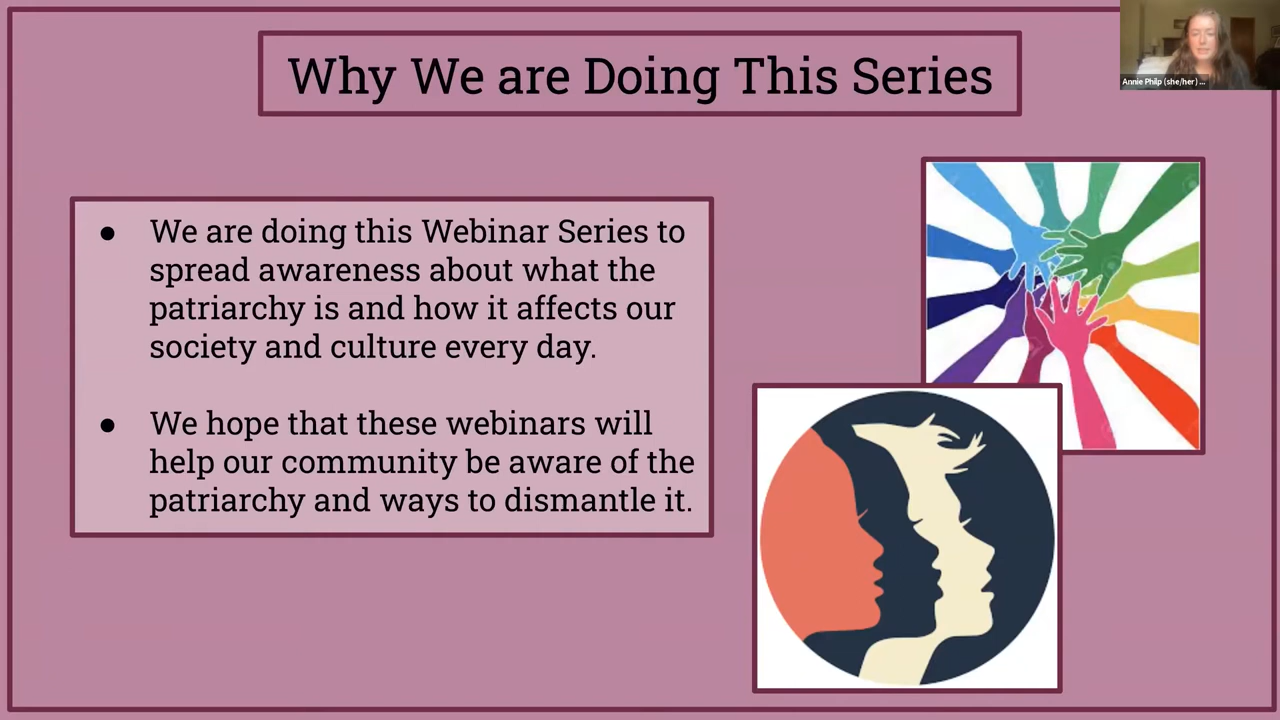 Why We are Doing This Series
Annie Philp (she/her) ...
● We are doing this Webinar Series to
spread awareness about what the
patriarchy is and how it affects our
society and culture every day.
● We hope that these webinars will
help our community be aware of the
patriarchy and ways to dismantle it.